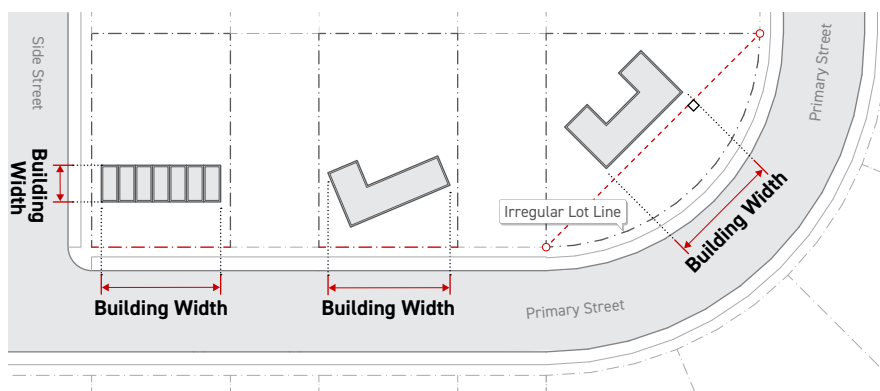 Side Street
Primary Street
Building
Width
Irregular Lot Line
Building Width
Building Width
Building Width
Primary Street